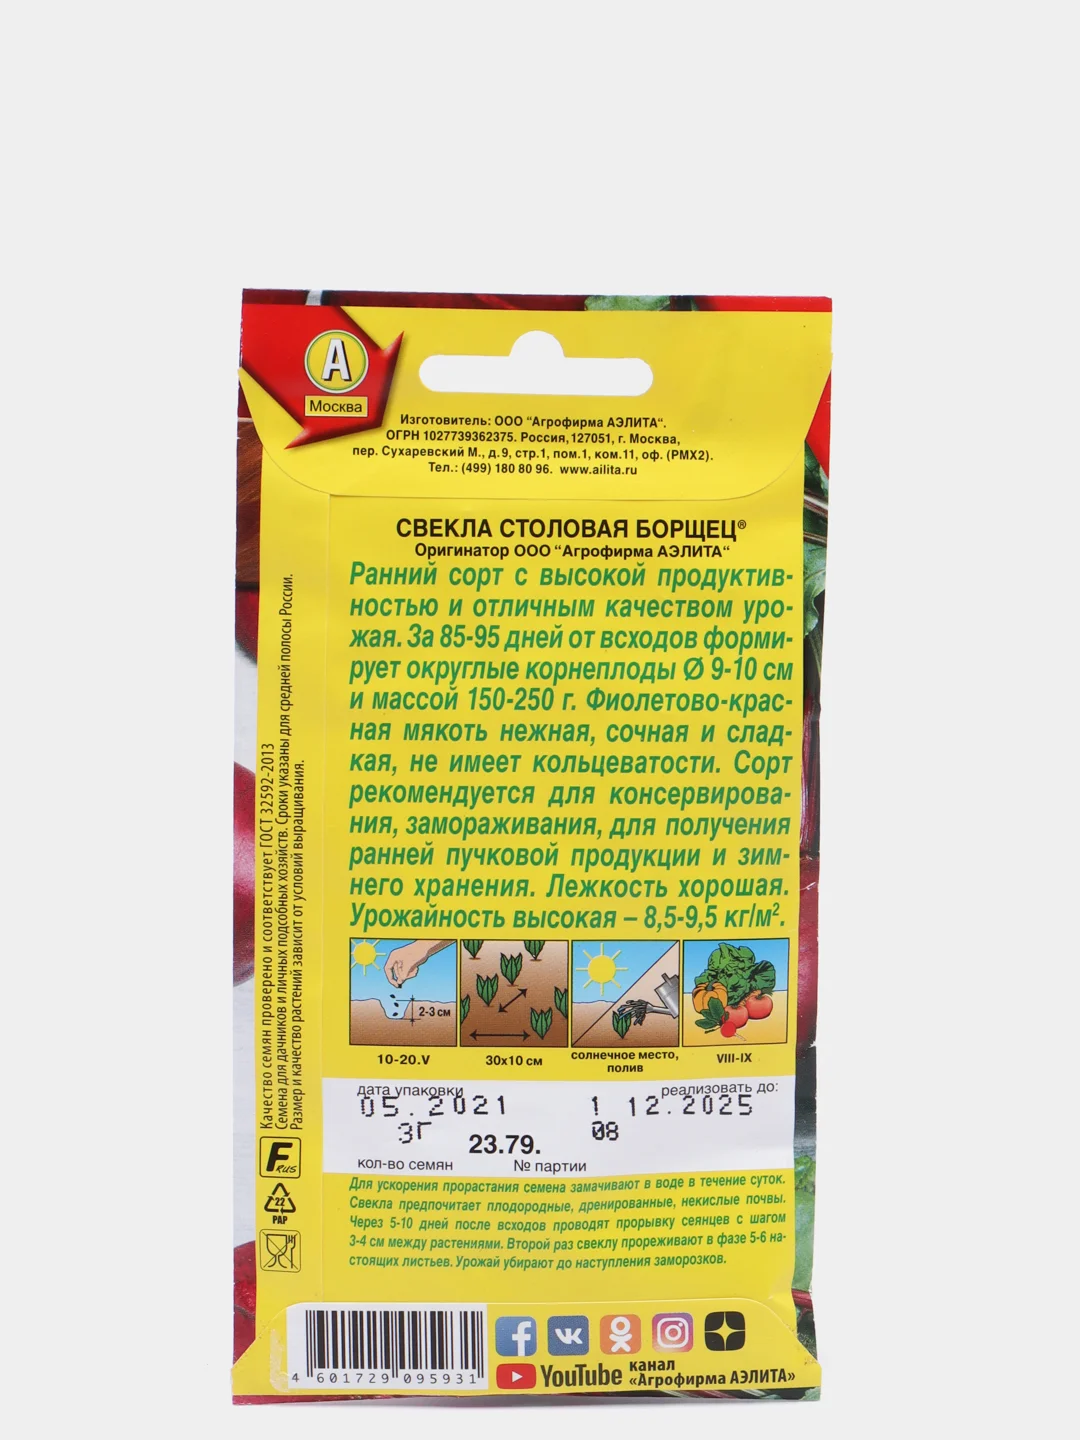 А
Москва
Изготовитель: ООО "Агрофирма АЭЛИТА".
ОГРН 1027739362375. Россия, 127051, г. Москва,
пер. Сухаревский М., д.9, стр.1, пом.1, ком.11, оф. (РМХ2).
Тел.: (499) 180 80 96. www.ailita.ru
СВЕКЛА СТОЛОВАЯ БОРЩЕЦ®
Оригинатор ООО "Агрофирма АЭЛИТА"
Ранний сорт с высокой продуктив-
ностью и отличным качеством уро-
жая. За 85-95 дней от всходов форми-
рует округлые корнеплоды Ø 9-10 см
и массой 150-250 г. Фиолетово-крас-
ная мякоть нежная, сочная и слад-
кая, не имеет кольцеватости. Сорт
рекомендуется для консервирова-
ния, замораживания, для получения
ранней пучковой продукции и зим-
него хранения. Лежкость хорошая.
Урожайность высокая – 8,5-9,5 кг/м².
2-3 см
10-20.V
30х10 см
солнечное место,
полив
VIII-IX
дата упаковки
реализовать до:
05.2021
! 12.2025
3Г
23.79.
08
кол-во семян
№ партии
Для ускорения прорастания семена замачивают в воде в течение суток.
Свекла предпочитает плодородные, дренированные, некислые почвы.
Через 5-10 дней после всходов проводят прорывку сеянцев с шагом
3-4 см между растениями. Второй раз свеклу прореживают в фазе 5-6 на-
стоящих листьев. Урожай убирают до наступления заморозков.
Качество семян проверено и соответствует ГОСТ 32592-2013
Семена для дачников и личных подсобных хозяйств. Сроки указаны для средней полосы России.
Размер и качество растений зависит от условий выращивания.
F RUS
22
PAP
4 601729 095931
YouTube канал
«Агрофирма АЭЛИТА»